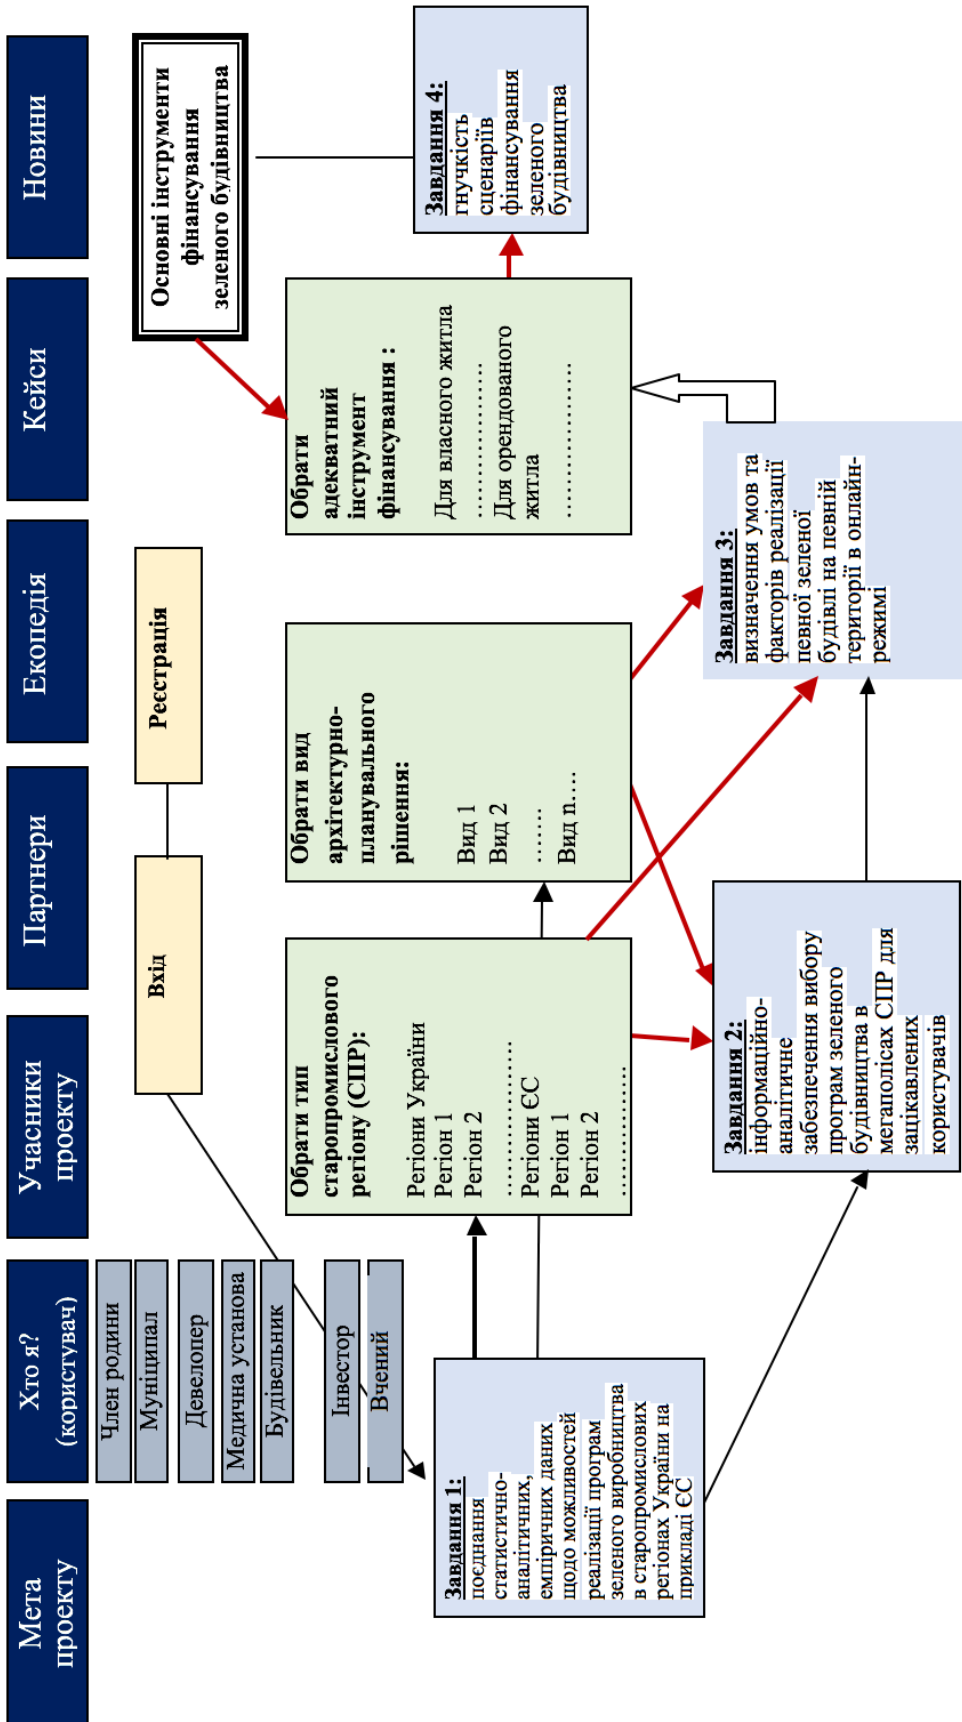 Мета
проекту
Хто я?
(користувач)
Учасники
проекту
Партнери
Екопедія
Кейси
Новини
Член родини
Муніципал
Девелопер
Медична установа
Будівельник
Інвестор
Вчений
Вхід
Реєстрація
Основні інструменти
фінансування
зеленого будівництва
Обрати тип
старопромислового
регіону (СПР):
Регіони України
Регіон 1
Регіон 2
………………
Регіони ЄС
Регіон 1
Регіон 2
………………
Обрати вид
архітектурно-
планувального
рішення:
Вид 1
Вид 2
……
Вид n….
Обрати
адекватний
інструмент
фінансування :
Для власного житла
………………
Для орендованого
житла
………………
Завдання 1:
поєднання
статистично-
аналітичних,
емпіричних даних
щодо можливостей
реалізації програм
зеленого виробництва
в старопромислових
регіонах України на
прикладі ЄС
Завдання 2:
інформаційно-
аналітичне
забезпечення вибору
програм зеленого
будівництва в
мегаполісах СПР для
зацікавлених
користувачів
Завдання 3:
визначення умов та
факторів реалізації
певної зеленої
будівлі на певній
території в онлайн-
режимі
Завдання 4:
гнучкість
сценаріїв
фінансування
зеленого
будівництва